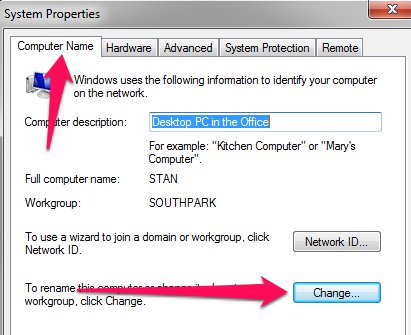 System Properties
Computer Name Hardware Advanced System Protection Remote
Windows uses the following information to identify your computer
on the network.
Computer description: Desktop PC in the Office
For example: "Kitchen Computer" or "Mary's
Computer".
Full computer name: STAN
Workgroup: SOUTHPARK
To use a wizard to join a domain or workgroup, click
Network ID.
Network ID...
To rename this computer or change its
workgroup, click Change.
Change...